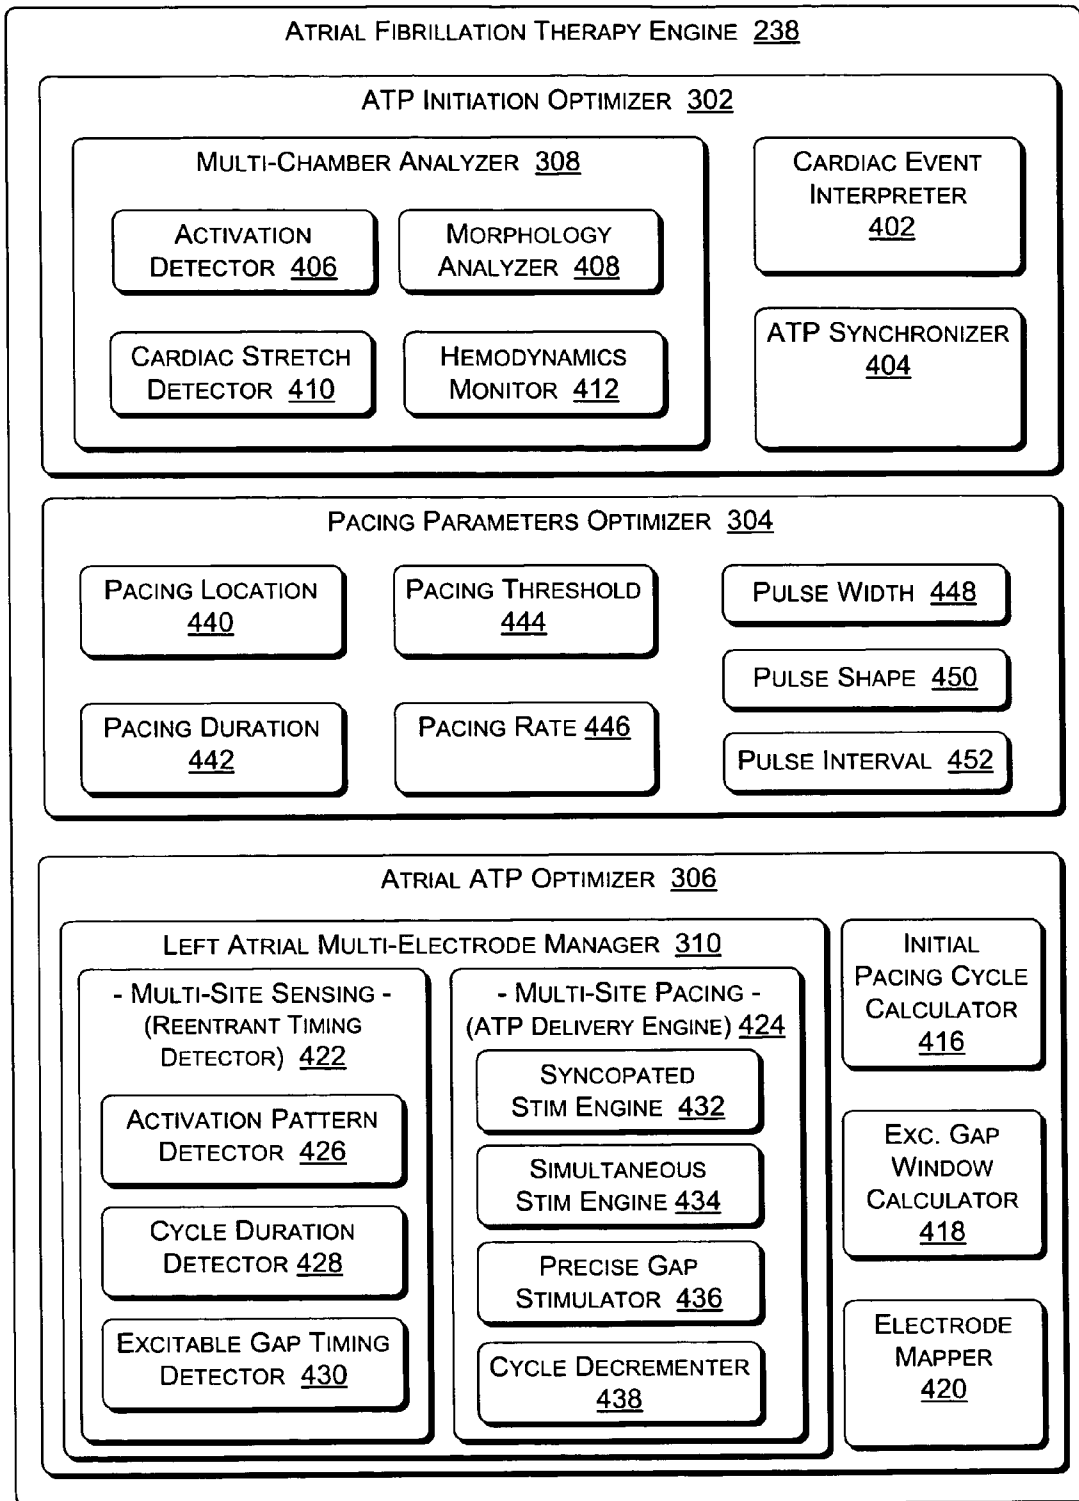 ATRIAL FIBRILLATION THERAPY ENGINE 238
ATP INITIATION OPTIMIZER 302
MULTI-CHAMBER ANALYZER 308
ACTIVATION
DETECTOR 406
MORPHOLOGY
ANALYZER 408
CARDIAC STRETCH
DETECTOR 410
HEMODYNAMICS
MONITOR 412
CARDIAC EVENT
INTERPRETER
402
ATP SYNCHRONIZER
404
PACING PARAMETERS OPTIMIZER 304
PACING LOCATION
440
PACING THRESHOLD
444
PULSE WIDTH 448
PULSE SHAPE 450
PACING DURATION
442
PACING RATE 446
PULSE INTERVAL 452
ATRIAL ATP OPTIMIZER 306
LEFT ATRIAL MULTI-ELECTRODE MANAGER 310
- MULTI-SITE SENSING -
(REENTRANT TIMING
DETECTOR) 422
ACTIVATION PATTERN
DETECTOR 426
CYCLE DURATION
DETECTOR 428
EXCITABLE GAP TIMING
DETECTOR 430
- MULTI-SITE PACING -
(ATP DELIVERY ENGINE) 424
SYNCOPATED
STIM ENGINE 432
SIMULTANEOUS
STIM ENGINE 434
PRECISE GAP
STIMULATOR 436
CYCLE DECREMENTER
438
INITIAL
PACING CYCLE
CALCULATOR
416
EXC. GAP
WINDOW
CALCULATOR
418
ELECTRODE
MAPPER
420